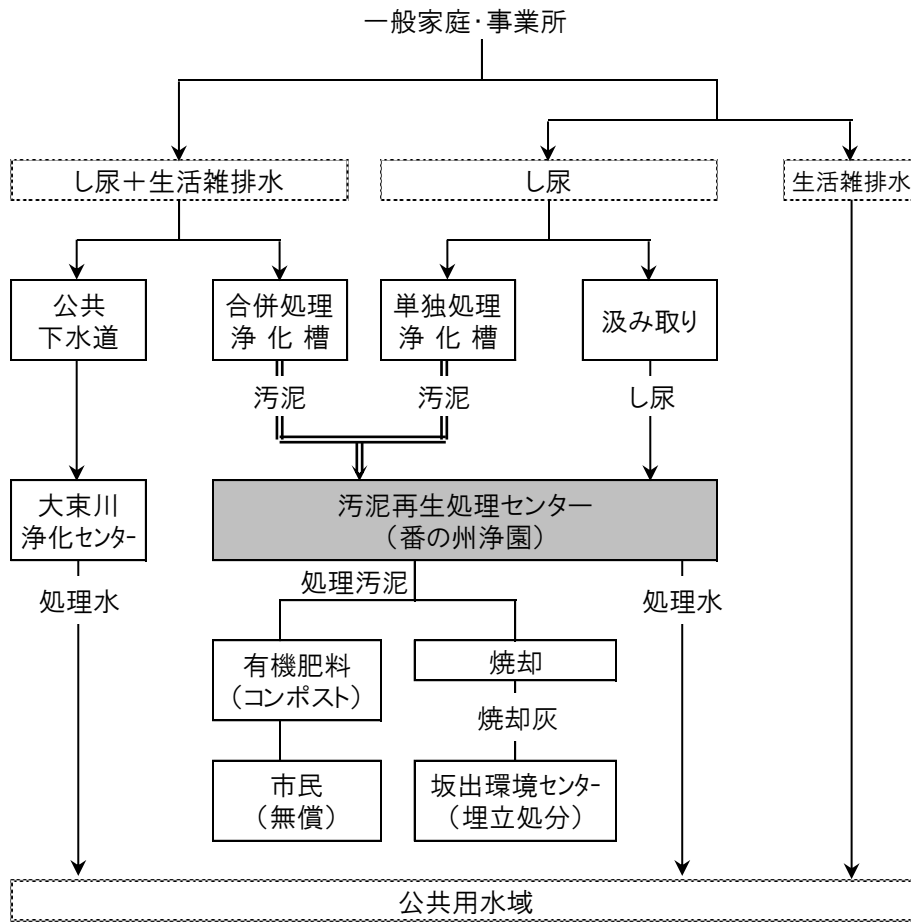 一般家庭・事業所
し尿＋生活雑排水
し尿
生活雑排水
公共
下水道
合併処理
浄化槽
単独処理
浄化槽
汲み取り
汚泥
汚泥
し尿
大束川
浄化センター
汚泥再生処理センター
（番の州浄園）
処理水
処理汚泥
処理水
有機肥料
（コンポスト）
焼却
焼却灰
市民
（無償）
坂出環境センター
（埋立処分）
公共用水域